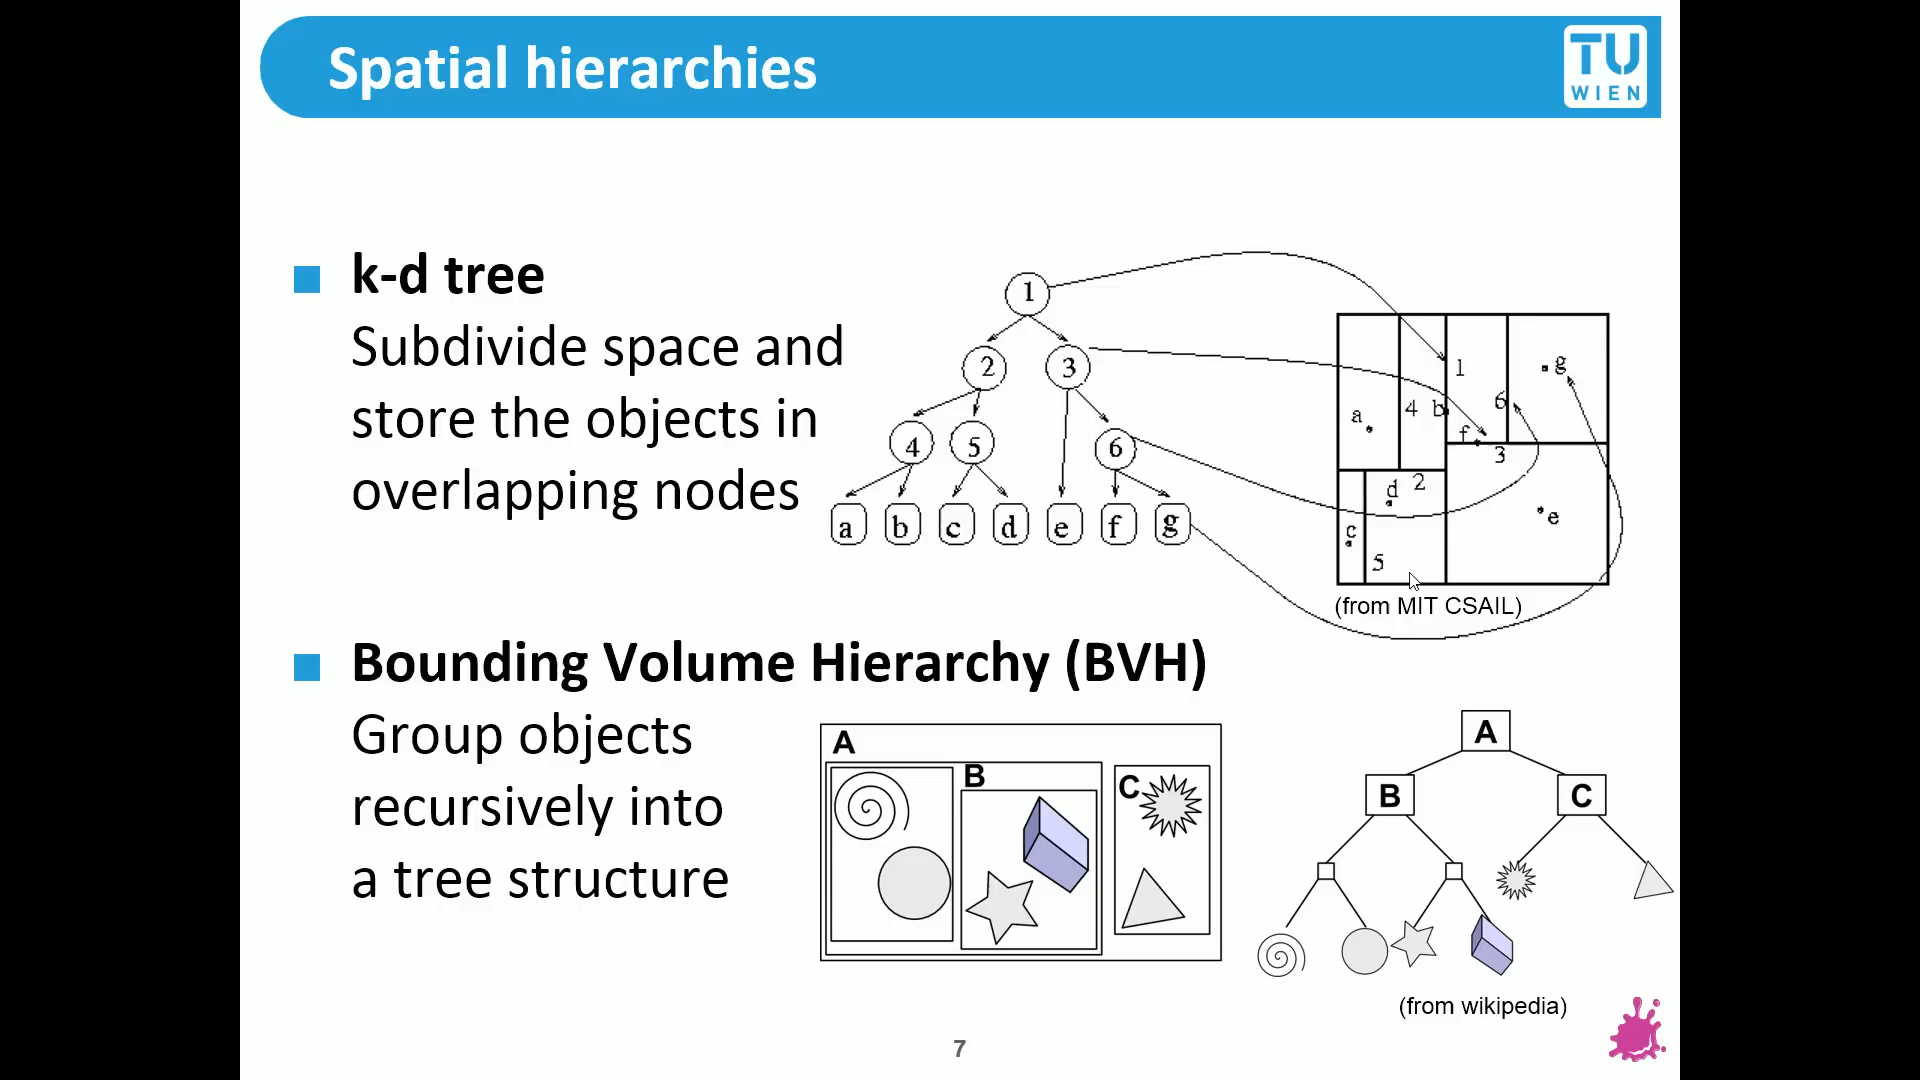 Spatial hierarchies
TU
WIEN
k-d tree
Subdivide space and
store the objects in
overlapping nodes
1
2 3
4 5 6
a b c d e f g
1
g
a 4 b 6
f
3
d 2
e
c
5
(from MIT CSAIL)
Bounding Volume Hierarchy (BVH)
Group objects
recursively into
a tree structure
A
B
C
A
B C
(from wikipedia)
7